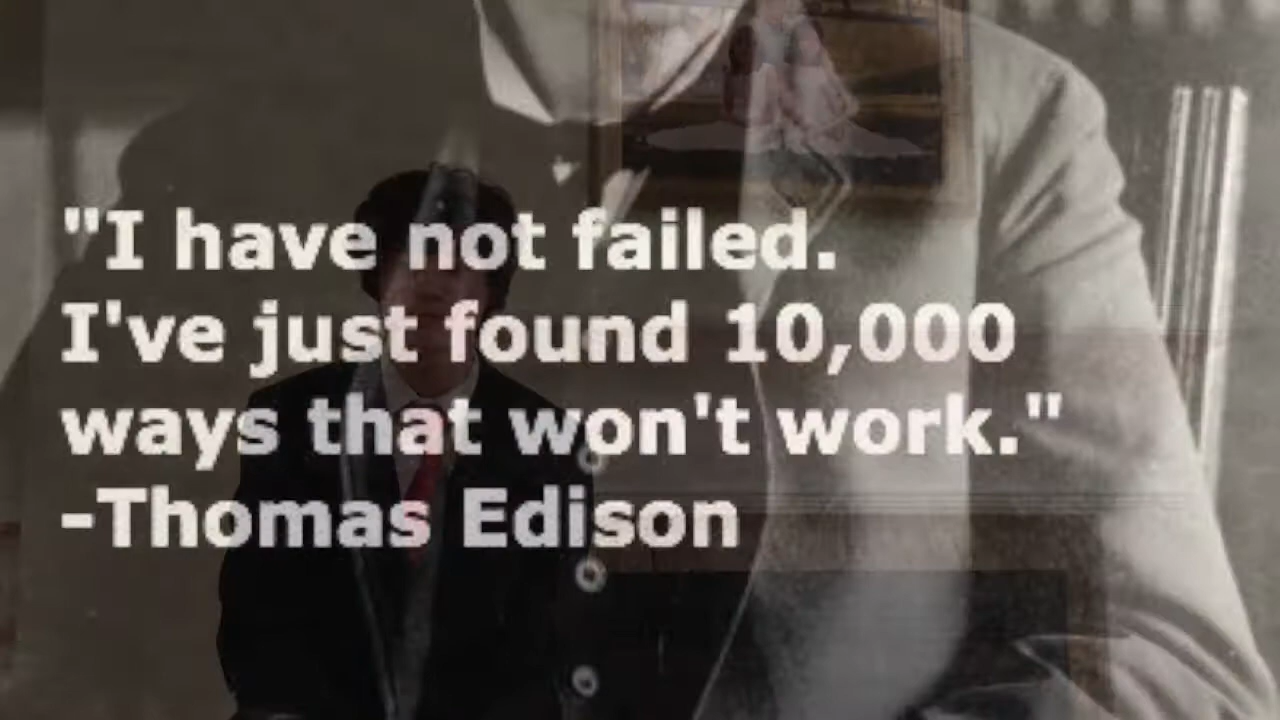 "I have not failed.
I've just found 10,000
ways that won't work."
-Thomas Edison